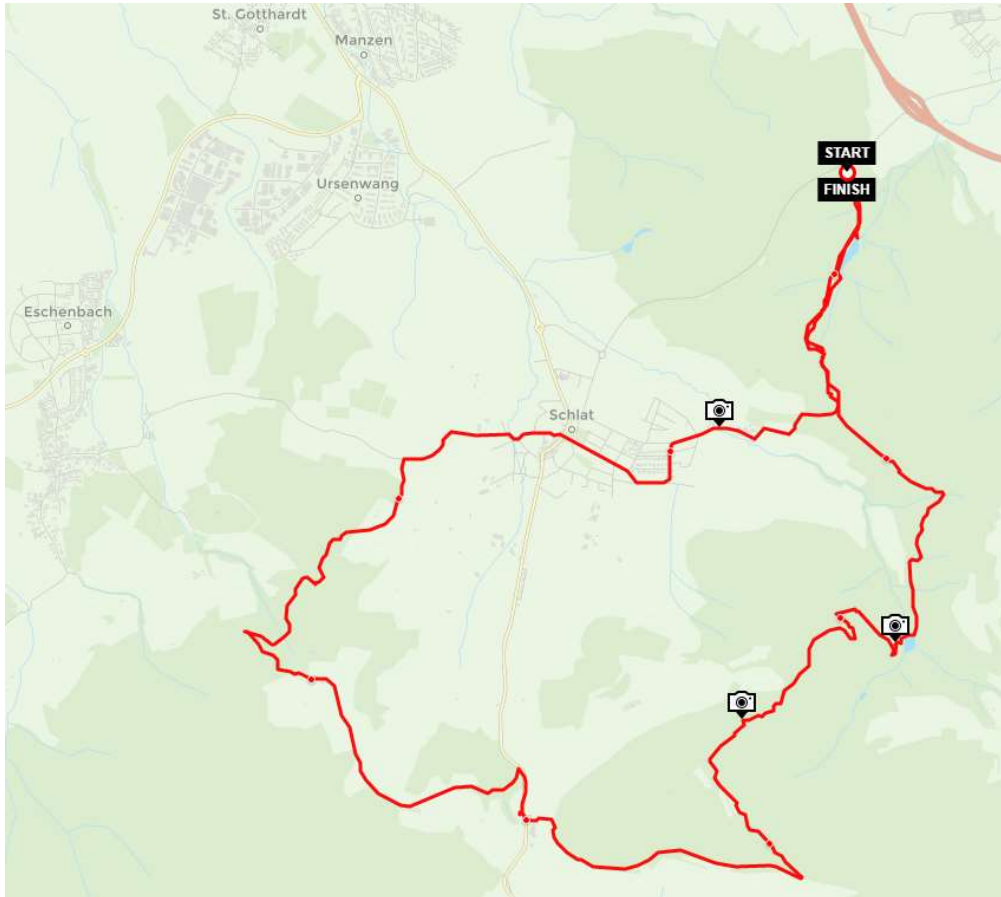 St. Gotthardt
Manzen
START
FINISH
Ursenwang
Eschenbach
Schlat